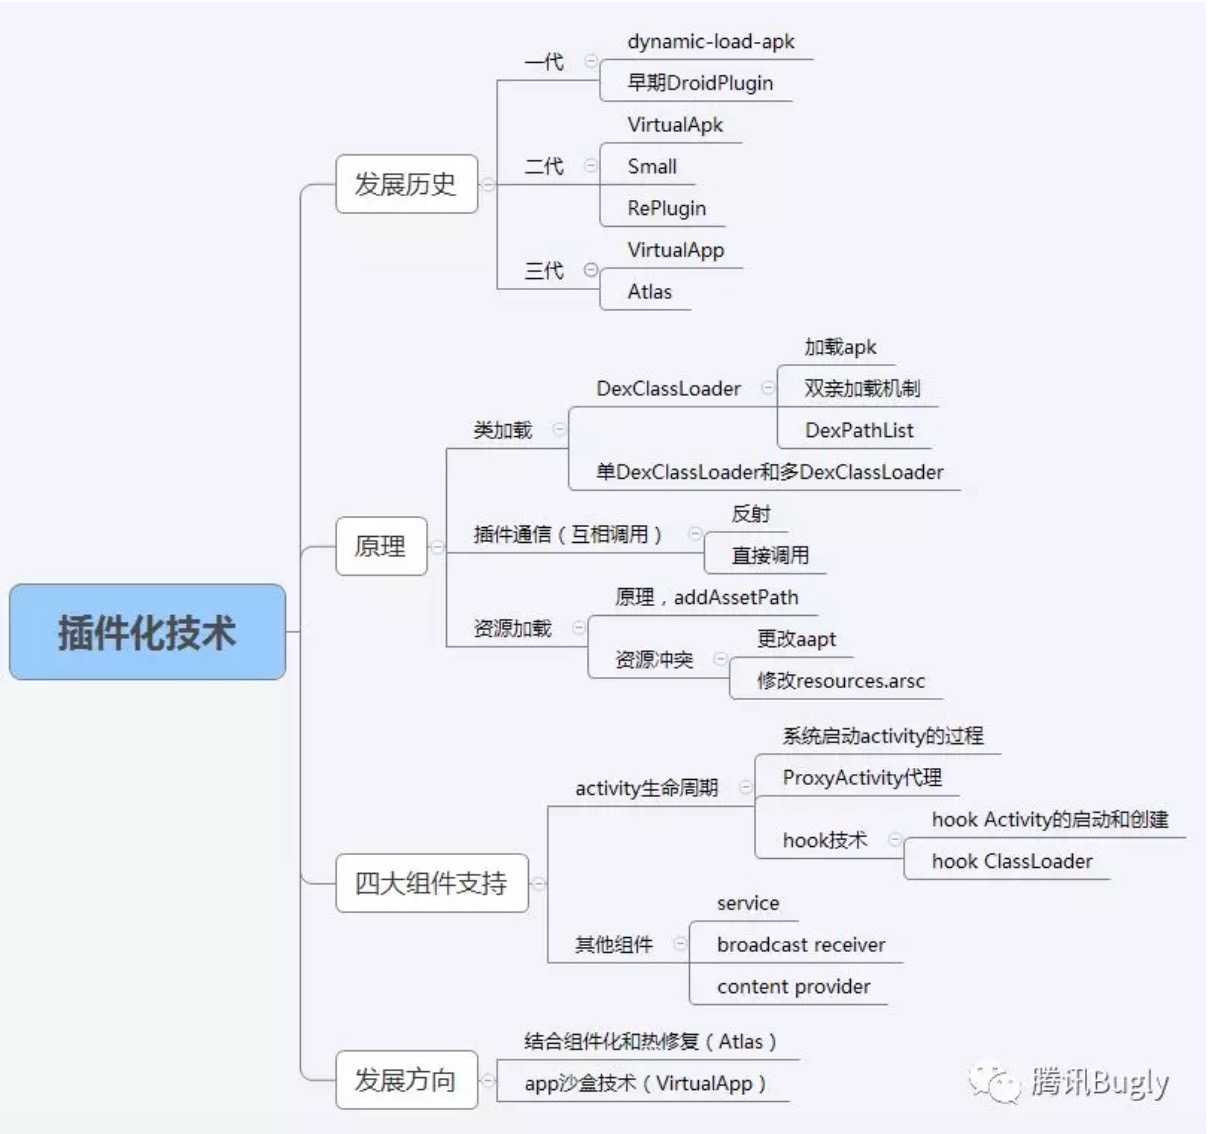 插件化技术
发展历史
一代
dynamic-load-apk
早期DroidPlugin
二代
VirtualApk
Small
RePlugin
三代
VirtualApp
Atlas
原理
类加载
DexClassLoader
加载apk
双亲加载机制
DexPathList
单DexClassLoader和多DexClassLoader
插件通信（互相调用）
反射
直接调用
资源加载
原理，addAssetPath
资源冲突
更改aapt
修改resources.arsc
四大组件支持
activity生命周期
系统启动activity的过程
ProxyActivity代理
hook技术
hook Activity的启动和创建
hook ClassLoader
其他组件
service
broadcast receiver
content provider
发展方向
结合组件化和热修复（Atlas）
app沙盒技术（VirtualApp）
腾讯Bugly